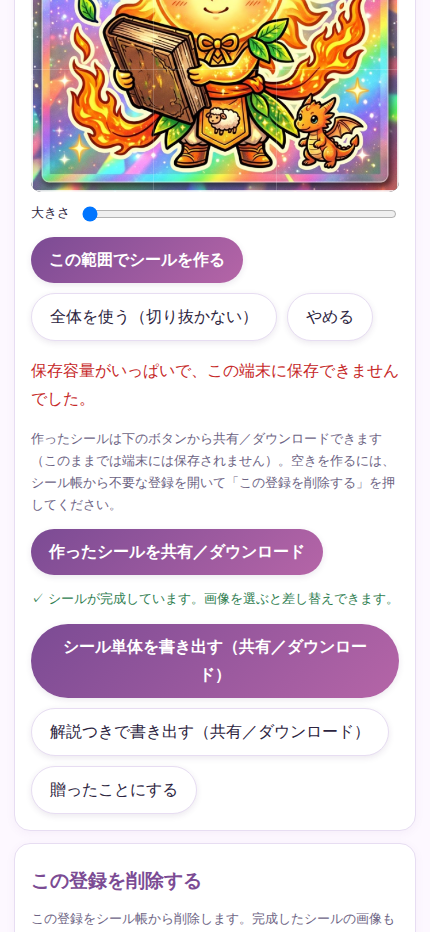 大きさ
この範囲でシールを作る
全体を使う（切り抜かない）
やめる
保存容量がいっぱいで、この端末に保存できません
でした。
作ったシールは下のボタンから共有／ダウンロードできます
（このままでは端末には保存されません）。空きを作るには、
シール帳から不要な登録を開いて「この登録を削除する」を押
してください。
作ったシールを共有／ダウンロード
✓ シールが完成しています。画像を選ぶと差し替えできます。
シール単体を書き出す（共有／ダウンロー
ド）
解説つきで書き出す（共有／ダウンロード）
贈ったことにする
この登録を削除する
この登録をシール帳から削除します。完成したシールの画像も